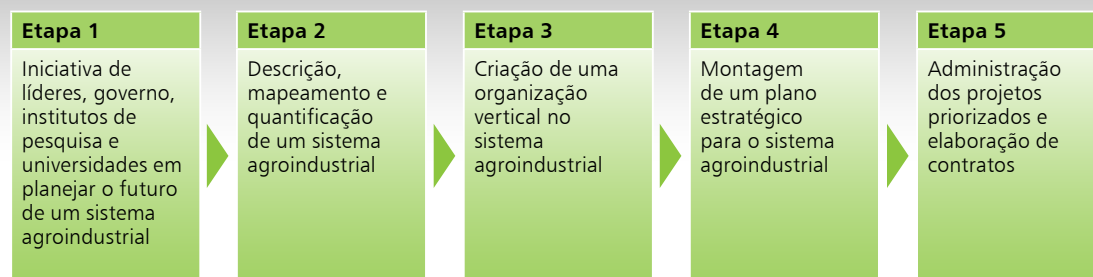 Etapa 1
Iniciativa de
líderes, governo,
institutos de
pesquisa e
universidades em
planejar o futuro
de um sistema
agroindustrial
Etapa 2
Descrição,
mapeamento e
quantificação
de um sistema
agroindustrial
Etapa 3
Criação de uma
organização
vertical no
sistema
agroindustrial
Etapa 4
Montagem
de um plano
estratégico
para o sistema
agroindustrial
Etapa 5
Administração
dos projetos
priorizados e
elaboração de
contratos